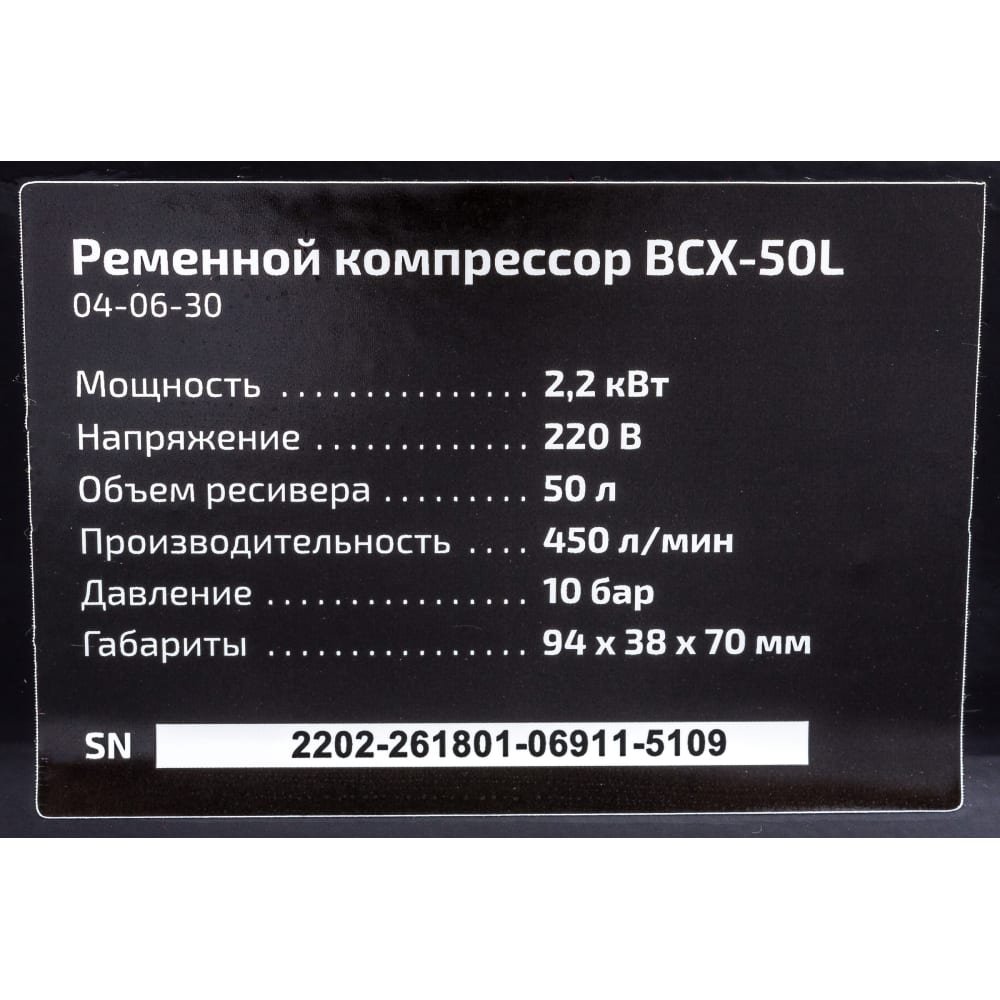 Ременной компрессор BCX-50L
04-06-30
Мощность ............... 2,2 кВт
Напряжение ............. 220 В
Объем ресивера ......... 50 л
Производительность .... 450 л/мин
Давление ................ 10 бар
Габариты ................ 94 x 38 x 70 мм
SN 2202-261801-06911-5109